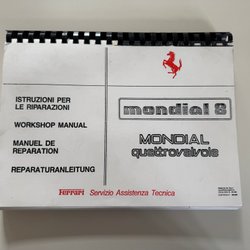 ISTRUZIONI PER
LE RIPARAZIONI
WORKSHOP MANUAL
MANUEL DE
REPARATION
REPARATURANLEITUNG
mondial 8
MONDIAL
quattrovalvole
Ferrari Servizio Assistenza Tecnica